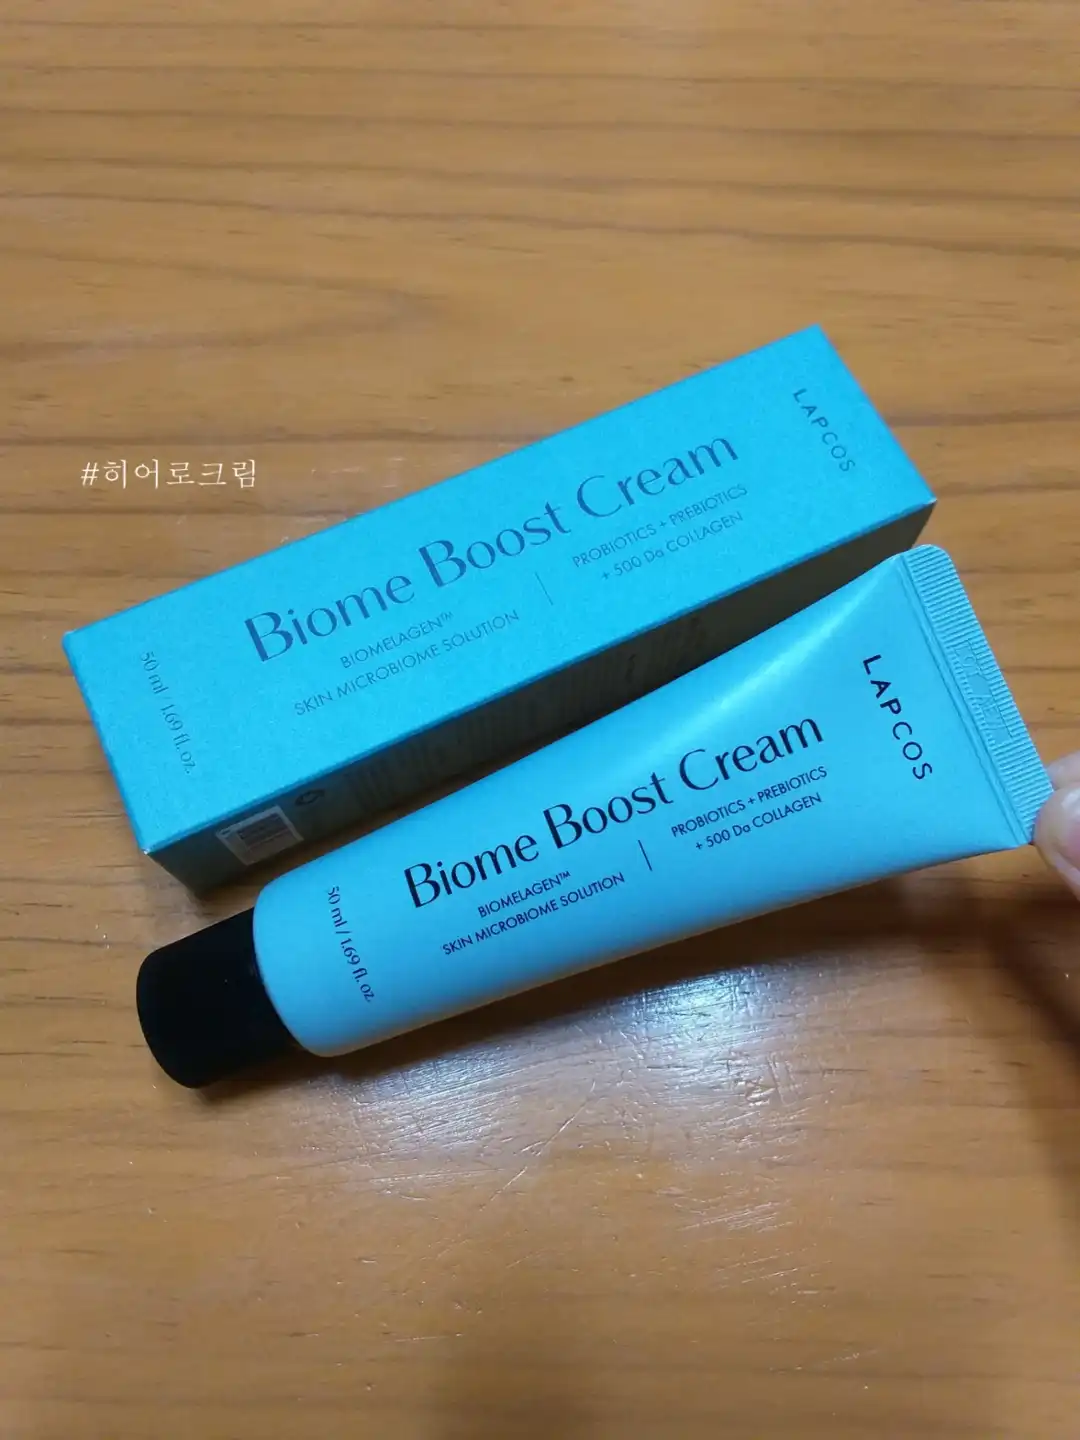 #히어로크림
LAPCOS
Biome Boost Cream
BIOMELAGEN™
SKIN MICROBIOME SOLUTION
PROBIOTICS + PREBIOTICS
+ 500 Da COLLAGEN
50 ml / 1.69 fl. oz.
LAPCOS
Biome Boost Cream
BIOMELAGEN™
SKIN MICROBIOME SOLUTION
PROBIOTICS + PREBIOTICS
+ 500 Da COLLAGEN
50 ml / 1.69 fl. oz.